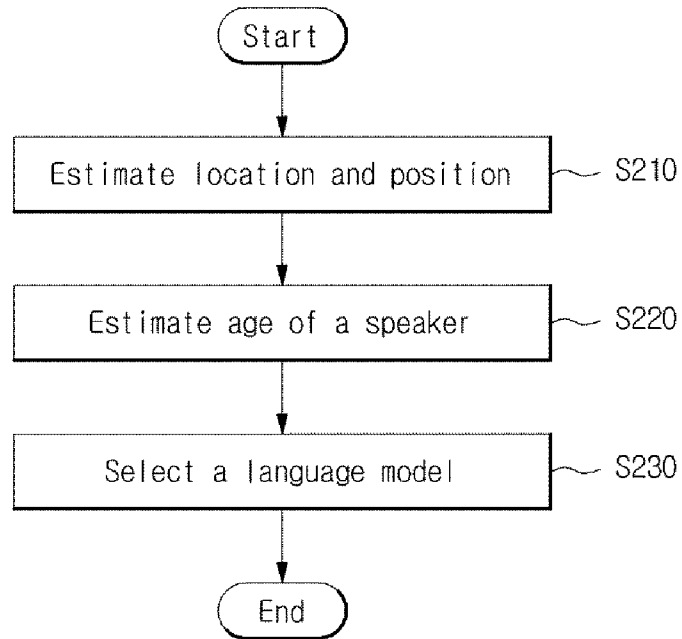 Start
Estimate location and position
S210
Estimate age of a speaker
S220
Select a language model
S230
End